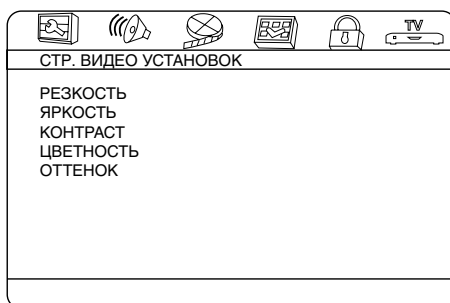 TV
СТР. ВИДЕО УСТАНОВОК
РЕЗКОСТЬ
ЯРКОСТЬ
КОНТРАСТ
ЦВЕТНОСТЬ
ОТТЕНОК